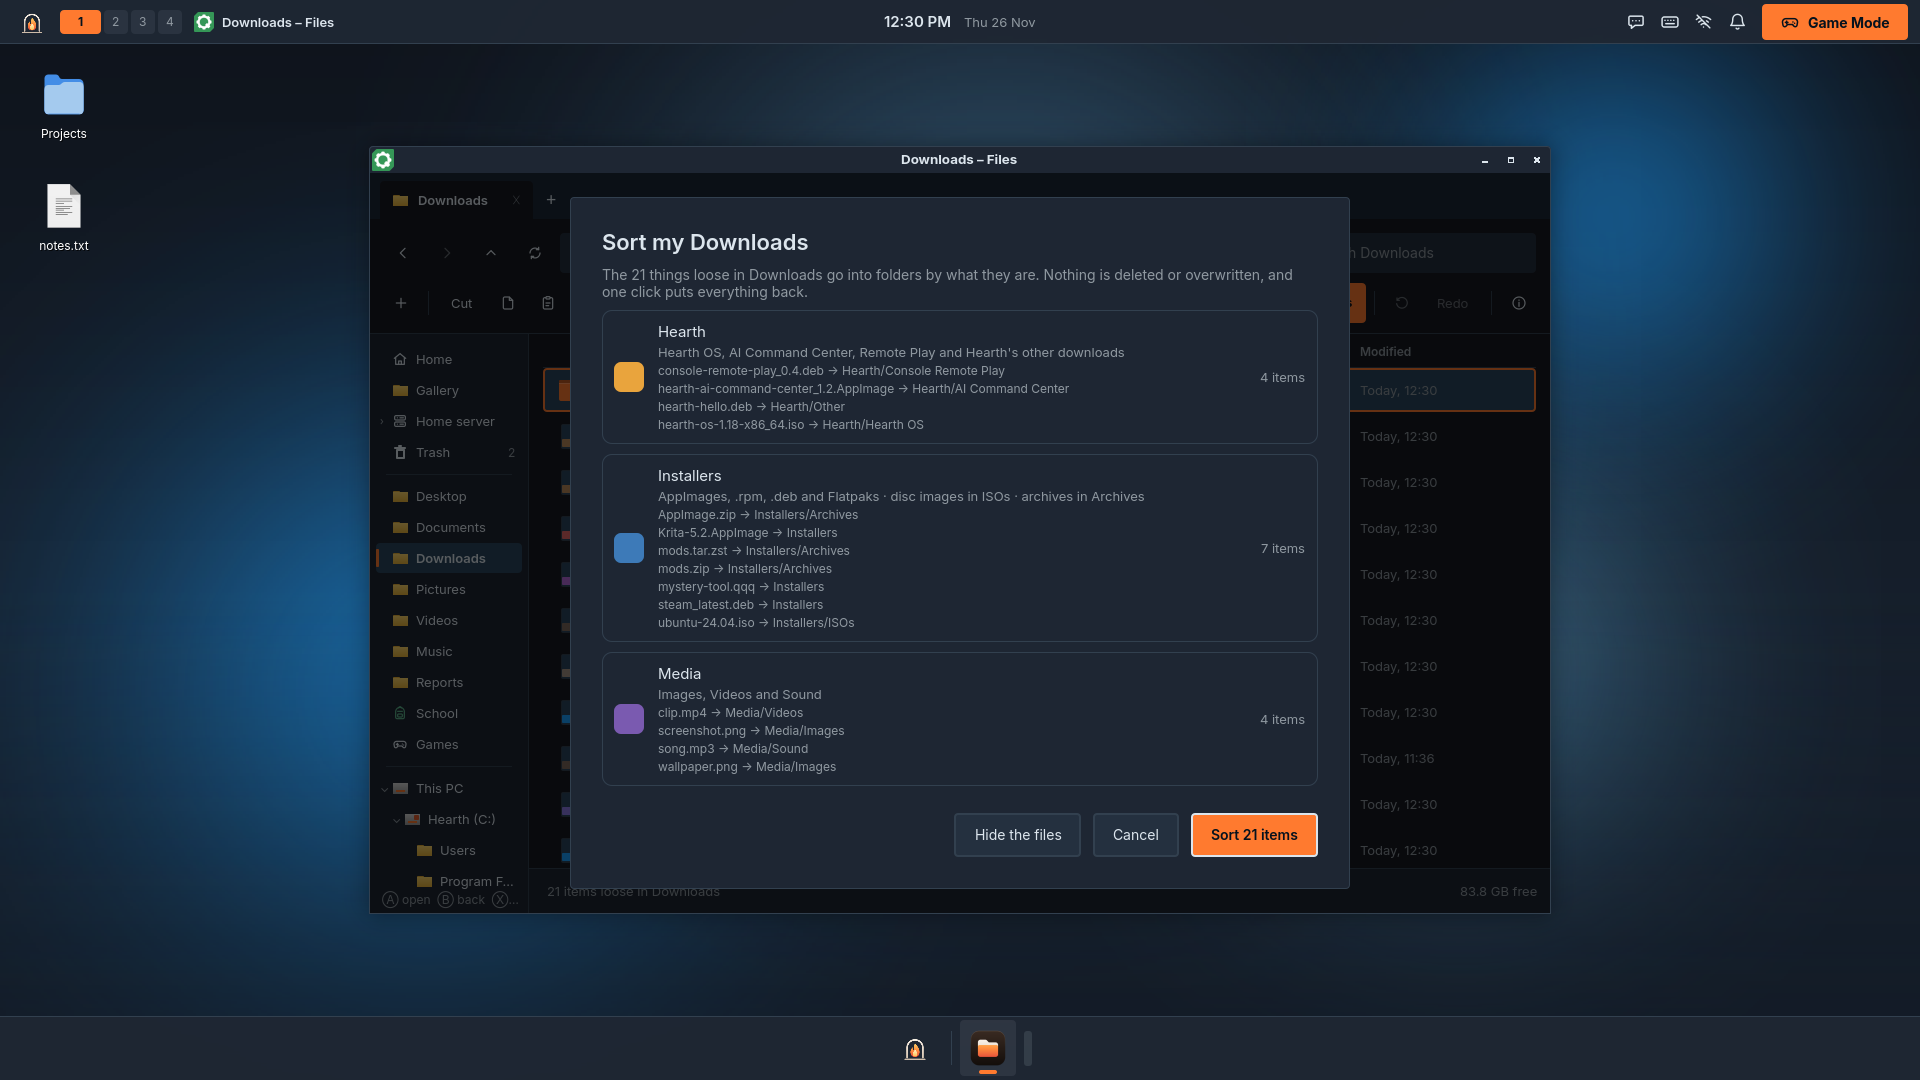 1 2 3 4 Downloads – Files 12:30 PM Thu 26 Nov Game Mode
Projects
notes.txt
Downloads – Files
Downloads X +
Downloads
Cut
Redo
Home
Gallery
Home server
Trash 2
Desktop
Documents
Downloads
Pictures
Videos
Music
Reports
School
Games
This PC
Hearth (C:)
Users
Program F...
A open B back X...
Sort my Downloads
The 21 things loose in Downloads go into folders by what they are. Nothing is deleted or overwritten, and
one click puts everything back.
Hearth
Hearth OS, AI Command Center, Remote Play and Hearth's other downloads
console-remote-play_0.4.deb → Hearth/Console Remote Play
hearth-ai-command-center_1.2.AppImage → Hearth/AI Command Center
hearth-hello.deb → Hearth/Other
hearth-os-1.18-x86_64.iso → Hearth/Hearth OS
4 items
Installers
AppImages, .rpm, .deb and Flatpaks · disc images in ISOs · archives in Archives
AppImage.zip → Installers/Archives
Krita-5.2.AppImage → Installers
mods.tar.zst → Installers/Archives
mods.zip → Installers/Archives
mystery-tool.qqq → Installers
steam_latest.deb → Installers
ubuntu-24.04.iso → Installers/ISOs
7 items
Media
Images, Videos and Sound
clip.mp4 → Media/Videos
screenshot.png → Media/Images
song.mp3 → Media/Sound
wallpaper.png → Media/Images
4 items
Hide the files Cancel Sort 21 items
Modified
Today, 12:30
Today, 12:30
Today, 12:30
Today, 12:30
Today, 12:30
Today, 12:30
Today, 12:30
Today, 12:30
Today, 11:36
Today, 12:30
Today, 12:30
21 items loose in Downloads 83.8 GB free